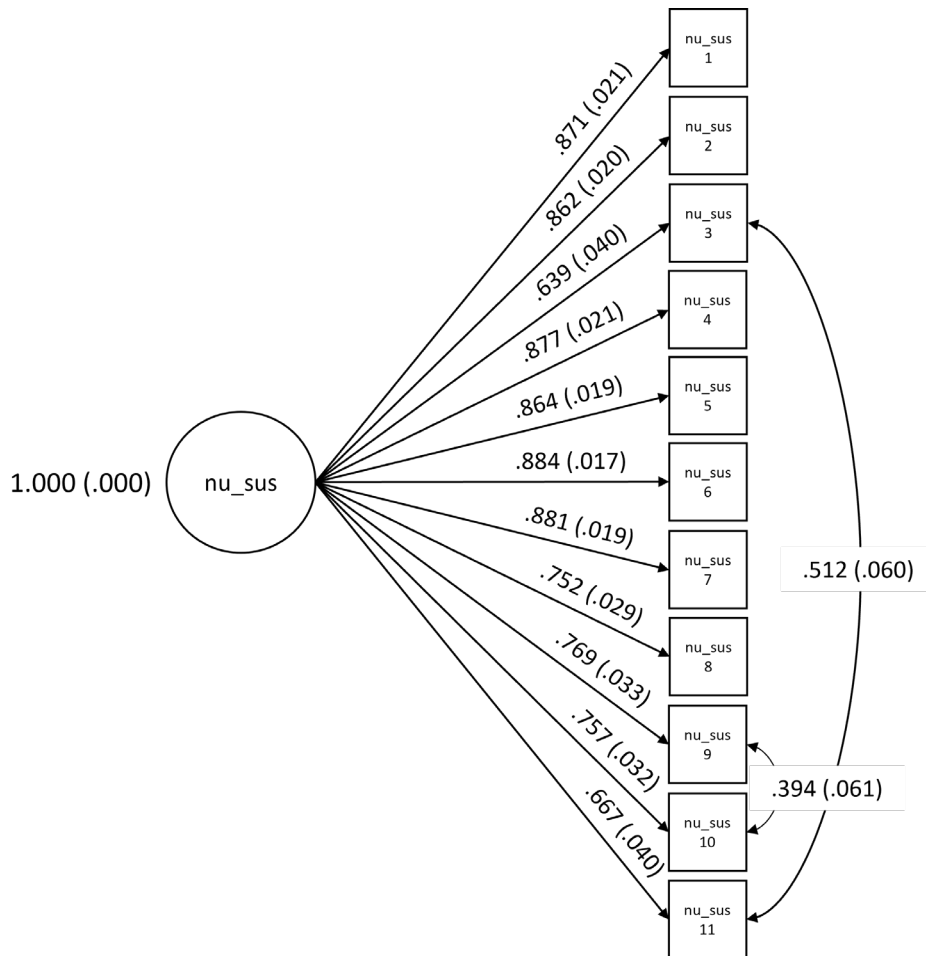 nu_sus
1
.871 (.021)
nu_sus
2
.862 (.020)
nu_sus
3
.639 (.040)
nu_sus
4
.877 (.021)
nu_sus
5
.864 (.019)
1.000 (.000)
nu_sus
.884 (.017)
nu_sus
6
.881 (.019)
nu_sus
7
.512 (.060)
.752 (.029)
nu_sus
8
.769 (.033)
nu_sus
9
.757 (.032)
.394 (.061)
nu_sus
10
.667 (.040)
nu_sus
11